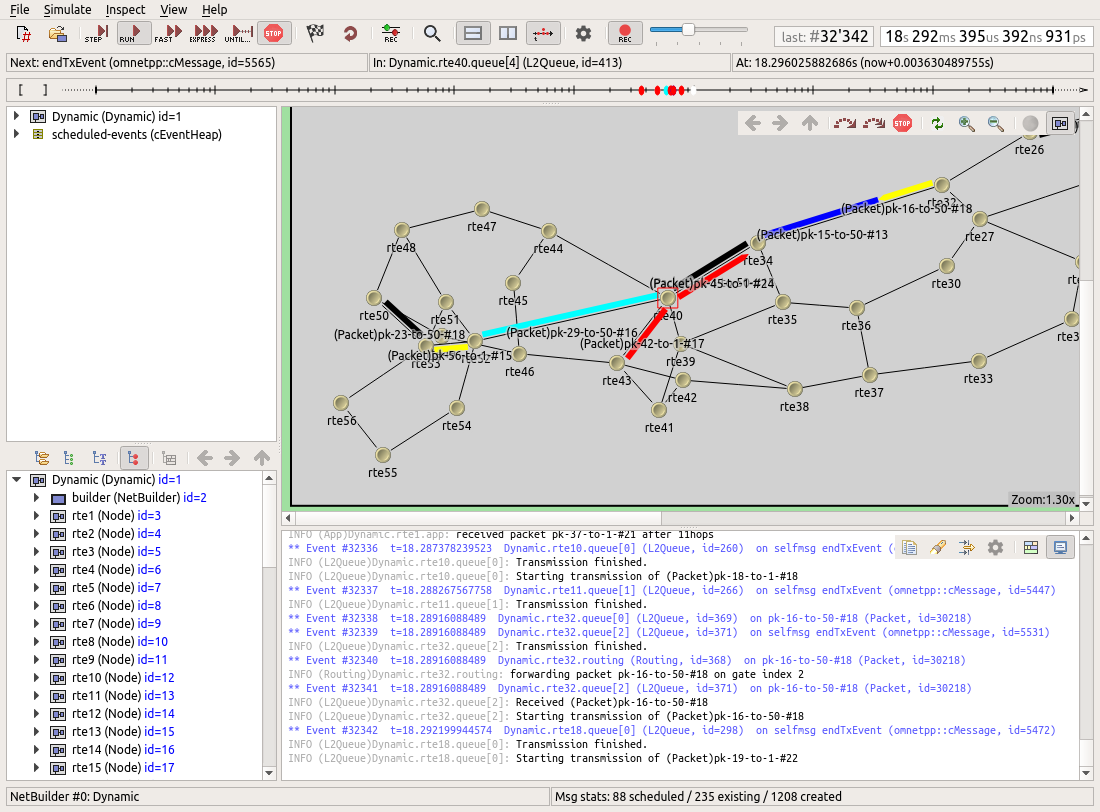 File Simulate Inspect View Help
STEP RUN FAST EXPRESS UNTIL... STOP REC REC last: #32'342 18s 292ms 395us 392ns 931ps
Next: endTxEvent (omnetpp::cMessage, id=5565) In: Dynamic.rte40.queue[4] (L2Queue, id=413) At: 18.296025882686s (now+0.003630489755s)
[ ]
Dynamic (Dynamic) id=1
scheduled-events (cEventHeap)
STOP
rte26
rte32
(Packet)pk-16-to-50-#18
rte47
rte27
rte48
rte44
(Packet)pk-15-to-50-#13
rte34
rte30
rte45
(Packet)pk-45-to-1-#24
rte50
rte51
rte40
rte35
rte36
rte33
(Packet)pk-23-to-50-#18
(Packet)pk-29-to-50-#16
(Packet)pk-42-to-1-#17
(Packet)pk-56-to-1-#15
rte53
rte46
rte39
rte43
rte42
rte38
rte37
rte56
rte54
rte41
rte55
Zoom:1.30x
Dynamic (Dynamic) id=1
builder (NetBuilder) id=2
rte1 (Node) id=3
rte2 (Node) id=4
rte3 (Node) id=5
rte4 (Node) id=6
rte5 (Node) id=7
rte6 (Node) id=8
rte7 (Node) id=9
rte8 (Node) id=10
rte9 (Node) id=11
rte10 (Node) id=12
rte11 (Node) id=13
rte12 (Node) id=14
rte13 (Node) id=15
rte14 (Node) id=16
rte15 (Node) id=17
INFO (App)Dynamic.rte1.app: received packet pk-37-to-1-#21 after 11hops
** Event #32336 t=18.287378239523 Dynamic.rte10.queue[0] (L2Queue, id=260) on selfmsg endTxEvent
INFO (L2Queue)Dynamic.rte10.queue[0]: Transmission finished.
INFO (L2Queue)Dynamic.rte10.queue[0]: Starting transmission of (Packet)pk-18-to-1-#18
** Event #32337 t=18.288267567758 Dynamic.rte11.queue[1] (L2Queue, id=266) on selfmsg endTxEvent (omnetpp::cMessage, id=5447)
INFO (L2Queue)Dynamic.rte11.queue[1]: Transmission finished.
** Event #32338 t=18.28916088489 Dynamic.rte32.queue[0] (L2Queue, id=369) on pk-16-to-50-#18 (Packet, id=30218)
** Event #32339 t=18.28916088489 Dynamic.rte32.queue[2] (L2Queue, id=371) on selfmsg endTxEvent (omnetpp::cMessage, id=5531)
INFO (L2Queue)Dynamic.rte32.queue[2]: Transmission finished.
** Event #32340 t=18.28916088489 Dynamic.rte32.routing (Routing, id=368) on pk-16-to-50-#18 (Packet, id=30218)
INFO (Routing)Dynamic.rte32.routing: forwarding packet pk-16-to-50-#18 on gate index 2
** Event #32341 t=18.28916088489 Dynamic.rte32.queue[2] (L2Queue, id=371) on pk-16-to-50-#18 (Packet, id=30218)
INFO (L2Queue)Dynamic.rte32.queue[2]: Received (Packet)pk-16-to-50-#18
INFO (L2Queue)Dynamic.rte32.queue[2]: Starting transmission of (Packet)pk-16-to-50-#18
** Event #32342 t=18.292199944574 Dynamic.rte18.queue[0] (L2Queue, id=298) on selfmsg endTxEvent (omnetpp::cMessage, id=5472)
INFO (L2Queue)Dynamic.rte18.queue[0]: Transmission finished.
INFO (L2Queue)Dynamic.rte18.queue[0]: Starting transmission of (Packet)pk-19-to-1-#22
NetBuilder #0: Dynamic Msg stats: 88 scheduled / 235 existing / 1208 created